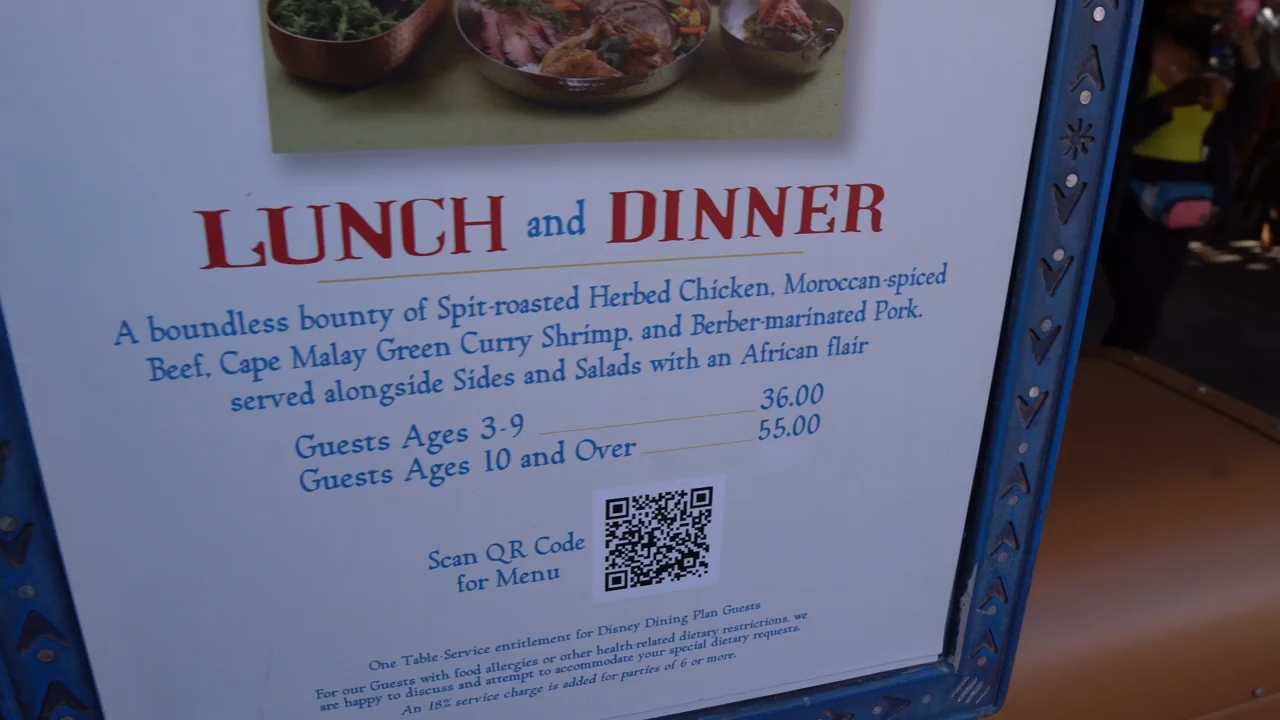 LUNCH and DINNER
A boundless bounty of Spit-roasted Herbed Chicken, Moroccan-spiced
Beef, Cape Malay Green Curry Shrimp, and Berber-marinated Pork,
served alongside Sides and Salads with an African flair
Guests Ages 3-9 36.00
Guests Ages 10 and Over 55.00
Scan QR Code
for Menu
One Table-Service entitlement for Disney Dining Plan Guests
For our Guests with food allergies or other health-related dietary restrictions, we
are happy to discuss and attempt to accommodate your special dietary requests.
An 18% service charge is added for parties of 6 or more.